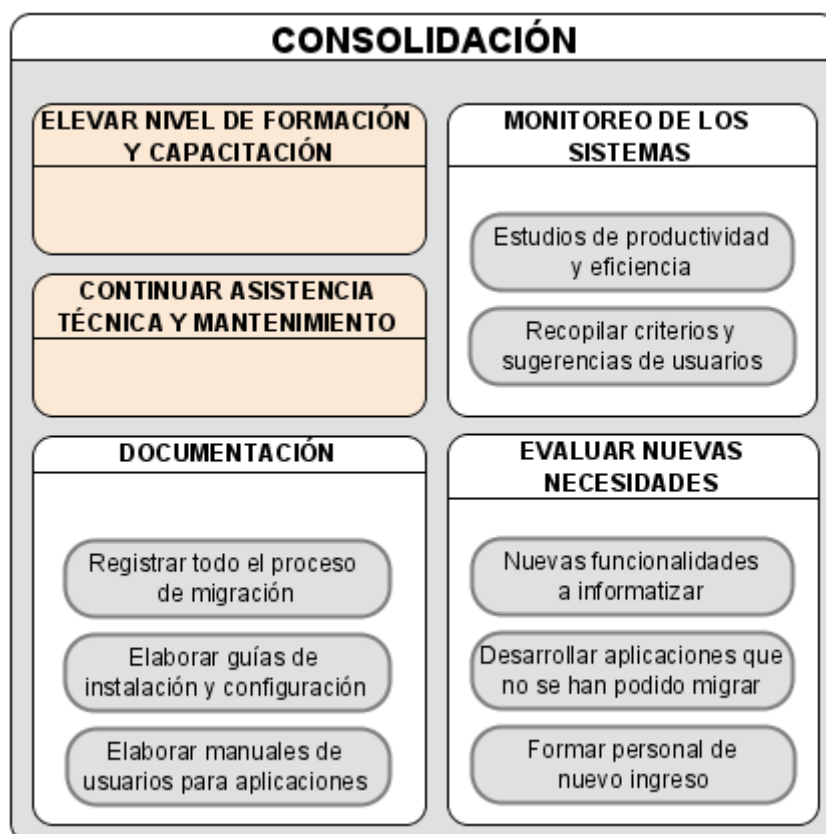 CONSOLIDACIÓN
ELEVAR NIVEL DE FORMACIÓN
Y CAPACITACIÓN
CONTINUAR ASISTENCIA
TÉCNICA Y MANTENIMIENTO
DOCUMENTACIÓN
Registrar todo el proceso
de migración
Elaborar guías de
instalación y configuración
Elaborar manuales de
usuarios para aplicaciones
MONITOREO DE LOS
SISTEMAS
Estudios de productividad
y eficiencia
Recopilar criterios y
sugerencias de usuarios
EVALUAR NUEVAS
NECESIDADES
Nuevas funcionalidades
a informatizar
Desarrollar aplicaciones que
no se han podido migrar
Formar personal de
nuevo ingreso